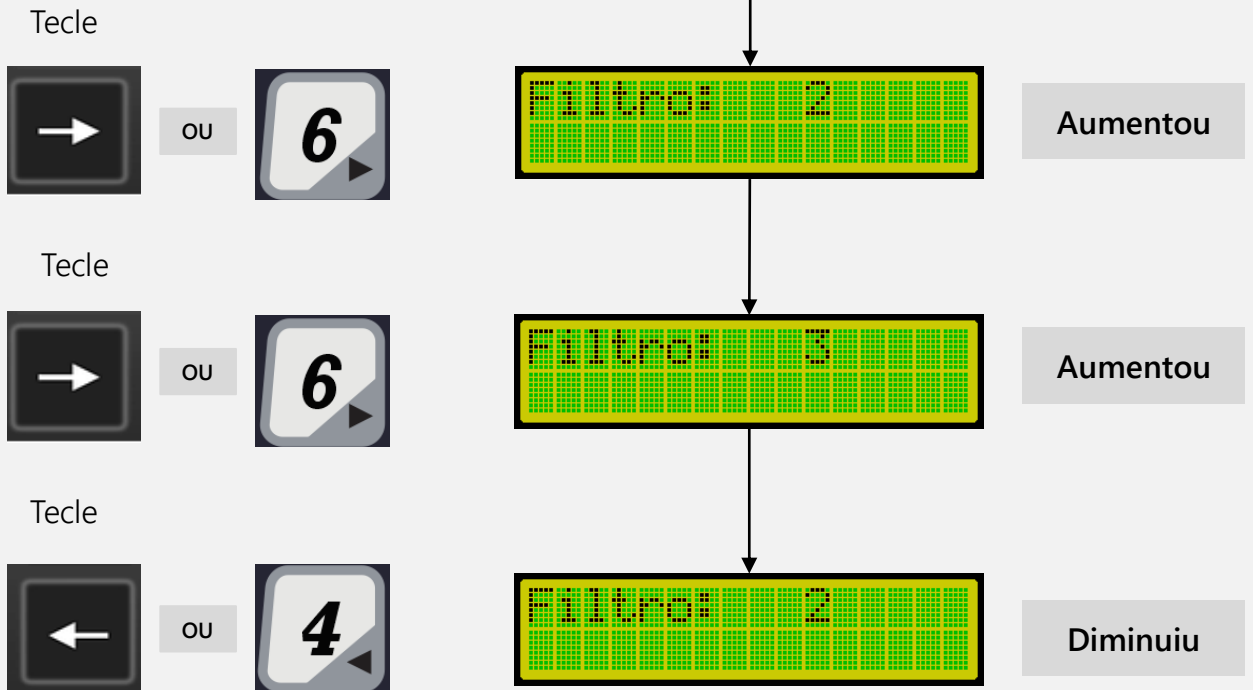 Tecle
OU
6
Filtro: 2
Aumentou
Tecle
OU
6
Filtro: 3
Aumentou
Tecle
OU
4
Filtro: 2
Diminuiu